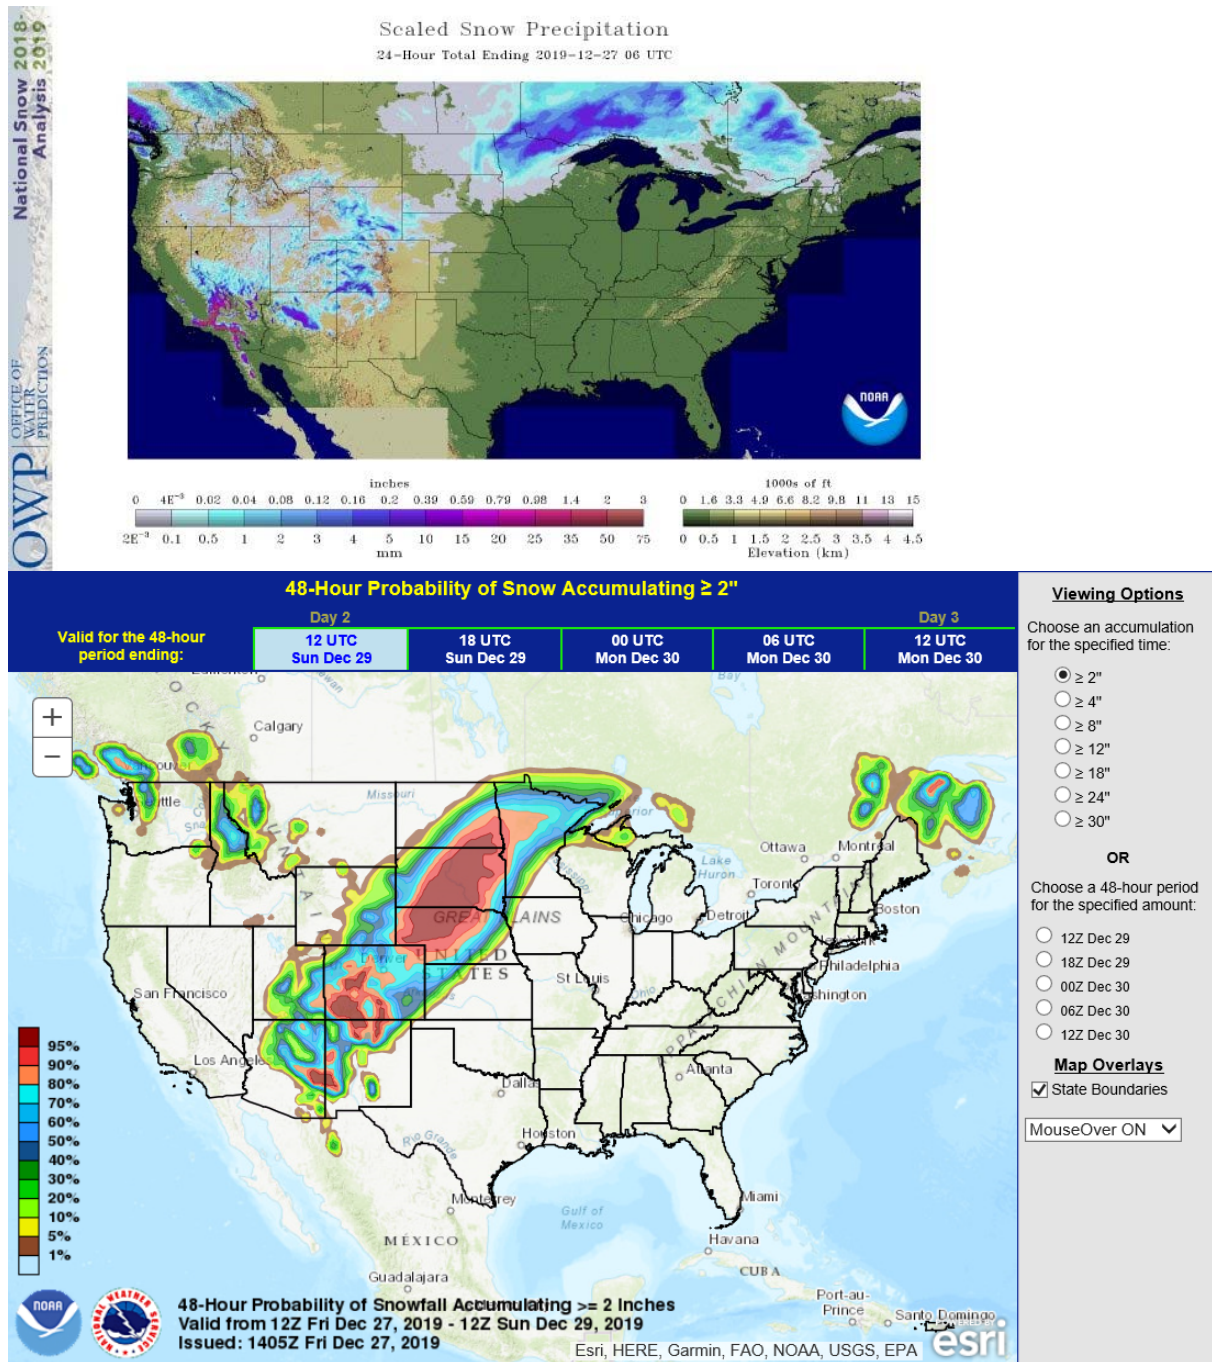 National Snow 2018-
Analysis 2019
OWP
OFFICE OF
WATER
PREDICTION
Scaled Snow Precipitation
24-Hour Total Ending 2019-12-27 06 UTC
NOAA
inches
0 4E⁻³ 0.02 0.04 0.08 0.12 0.16 0.2 0.39 0.59 0.79 0.98 1.4 2 3
2E⁻³ 0.1 0.5 1 2 3 4 5 10 15 20 25 35 50 75
mm
1000s of ft
0 1.6 3.3 4.9 6.6 8.2 9.8 11 13 15
0 0.5 1 1.5 2 2.5 3 3.5 4 4.5
Elevation (km)
48-Hour Probability of Snow Accumulating ≥ 2"
Day 2
Day 3
Valid for the 48-hour
period ending:
12 UTC
Sun Dec 29
18 UTC
Sun Dec 29
00 UTC
Mon Dec 30
06 UTC
Mon Dec 30
12 UTC
Mon Dec 30
+
−
Bay
Calgary
Missouri
Ottawa
Montréal
Lake
Huron
Toronto
GREAT PLAINS
Chicago
Detroit
Boston
APPALACHIAN MOUNTAINS
Denver
UNITED
STATES
Philadelphia
St Louis
Ohio
San Francisco
Los Angeles
Atlanta
Dallas
Rio Grande
Houston
Monterrey
Gulf of
Mexico
Miami
MÉXICO
Havana
CUBA
Guadalajara
Port-au-
Prince
Santo Domingo
95%
90%
80%
70%
60%
50%
40%
30%
20%
10%
5%
1%
NOAA
NATIONAL WEATHER SERVICE
48-Hour Probability of Snowfall Accumulating >= 2 Inches
Valid from 12Z Fri Dec 27, 2019 - 12Z Sun Dec 29, 2019
Issued: 1405Z Fri Dec 27, 2019
Esri, HERE, Garmin, FAO, NOAA, USGS, EPA
esri
Viewing Options
Choose an accumulation
for the specified time:
≥ 2"
≥ 4"
≥ 8"
≥ 12"
≥ 18"
≥ 24"
≥ 30"
OR
Choose a 48-hour period
for the specified amount:
12Z Dec 29
18Z Dec 29
00Z Dec 30
06Z Dec 30
12Z Dec 30
Map Overlays
State Boundaries
MouseOver ON